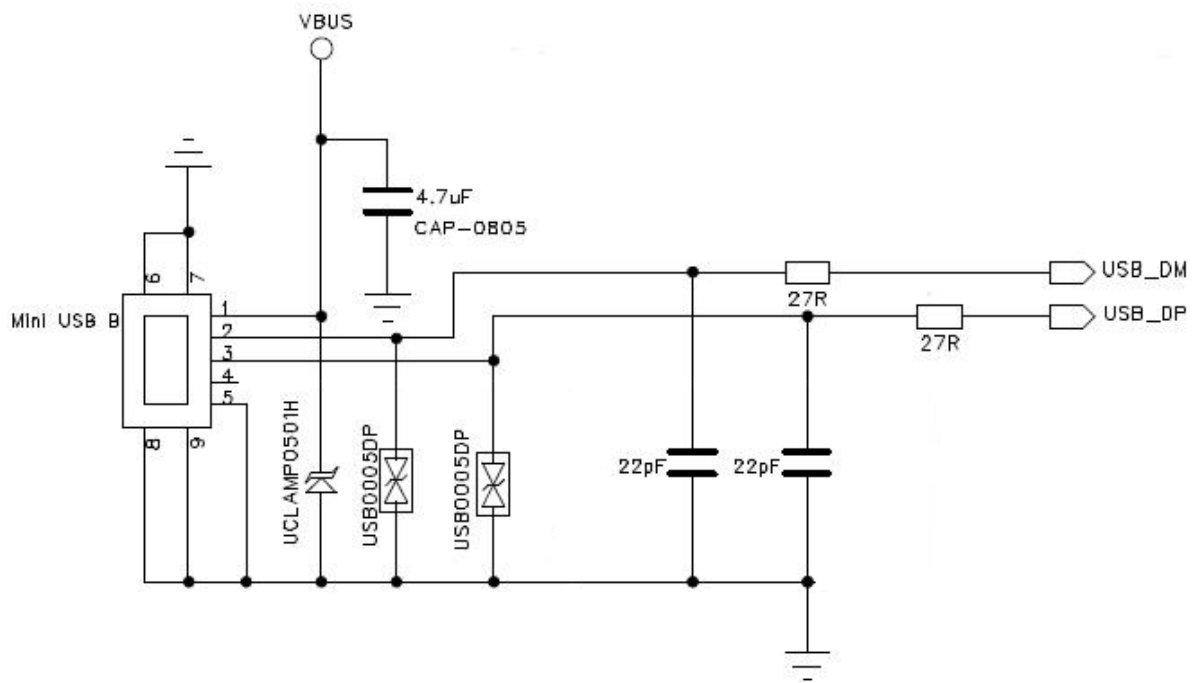 VBUS
4.7uF
CAP-0805
6
7
Mini USB B
1
2
3
4
5
8
9
27R
USB_DM
27R
USB_DP
UCLAMP0501H
USB0005DP
USB0005DP
22pF
22pF